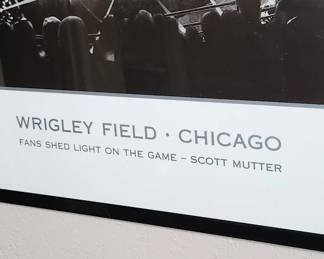 WRIGLEY FIELD · CHICAGO
FANS SHED LIGHT ON THE GAME – SCOTT MUTTER